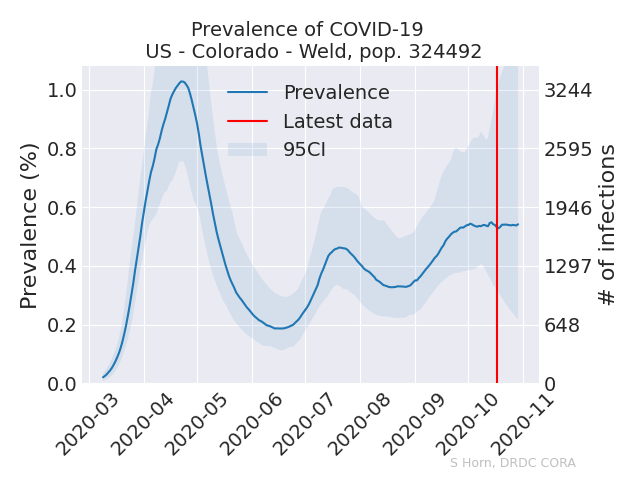 Prevalence of COVID-19
US - Colorado - Weld, pop. 324492
Prevalence
Latest data
95CI
Prevalence (%)
1.0
0.8
0.6
0.4
0.2
0.0
3244
2595
1946
1297
648
0
# of infections
2020-03
2020-04
2020-05
2020-06
2020-07
2020-08
2020-09
2020-10
2020-11
S Horn, DRDC CORA